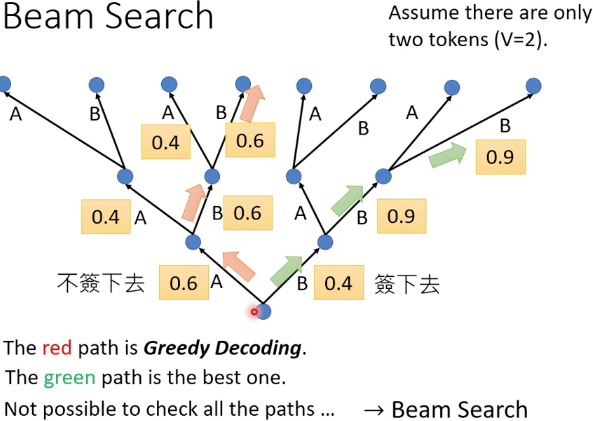 Beam Search
Assume there are only
two tokens (V=2).
A B A B A B A B
0.4 0.6 0.9
0.4 A B 0.6 A B 0.9
不簽下去 0.6 A B 0.4 簽下去
The red path is Greedy Decoding.
The green path is the best one.
Not possible to check all the paths … → Beam Search